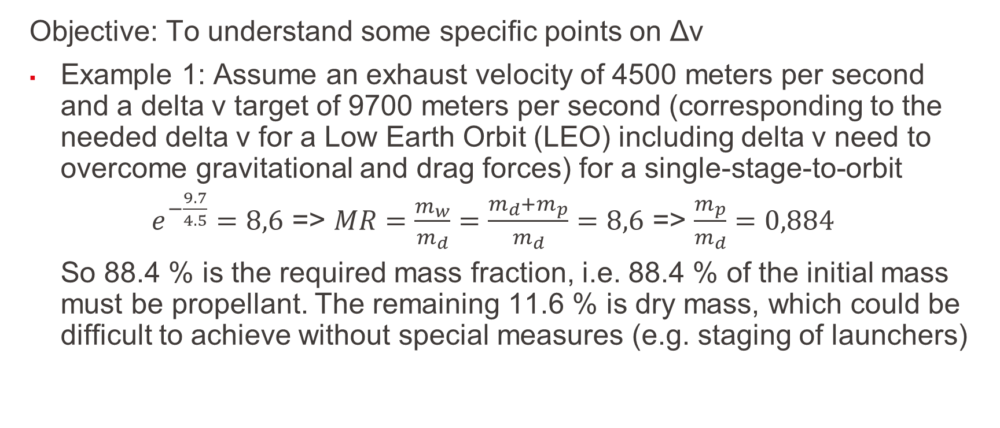 Objective: To understand some specific points on Δv
▪ Example 1: Assume an exhaust velocity of 4500 meters per second
and a delta v target of 9700 meters per second (corresponding to the
needed delta v for a Low Earth Orbit (LEO) including delta v need to
overcome gravitational and drag forces) for a single-stage-to-orbit
$e^{-\frac{9.7}{4.5}} = 8,6 => MR = \frac{m_w}{m_d} = \frac{m_d + m_p}{m_d} = 8,6 => \frac{m_p}{m_d} = 0,884$
So 88.4 % is the required mass fraction, i.e. 88.4 % of the initial mass
must be propellant. The remaining 11.6 % is dry mass, which could be
difficult to achieve without special measures (e.g. staging of launchers)